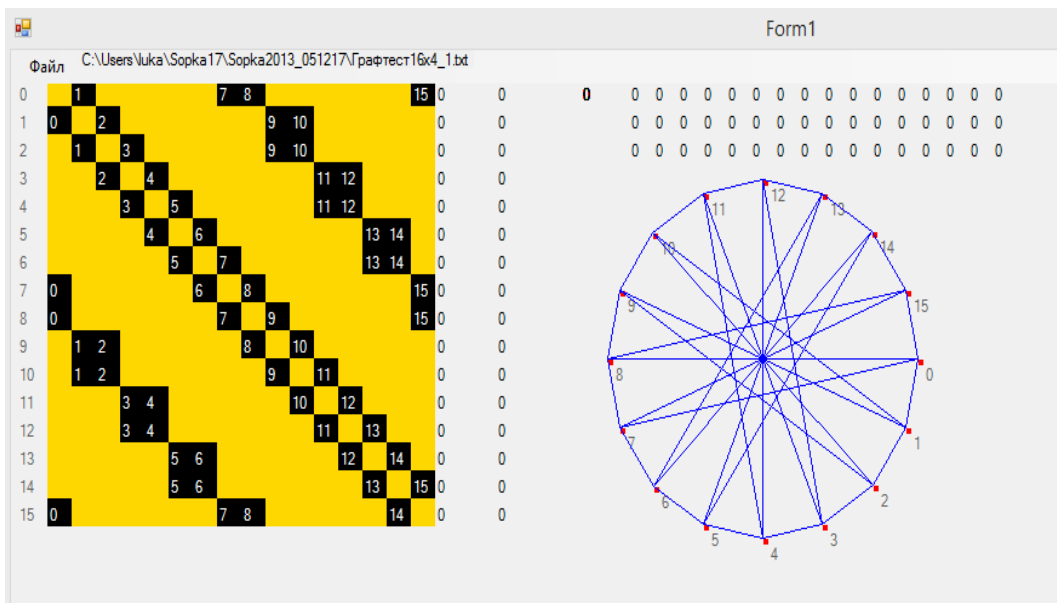 Form1
Файл C:\Users\luka\Sopka17\Sopka2013_051217\Графтест16x4_1.txt
0 1 7 8 15 0 0 0 0 0 0 0 0 0 0 0 0 0 0 0 0 0 0 0
1 0 2 9 10 0 0 0 0 0 0 0 0 0 0 0 0 0 0 0 0 0 0
2 1 3 9 10 0 0 0 0 0 0 0 0 0 0 0 0 0 0 0 0 0 0
3 2 4 11 12 0 0
4 3 5 11 12 0 0
5 4 6 13 14 0 0
6 5 7 13 14 0 0
7 0 6 8 15 0 0
8 0 7 9 15 0 0
9 1 2 8 10 0 0
10 1 2 9 11 0 0
11 3 4 10 12 0 0
12 3 4 11 13 0 0
13 5 6 12 14 0 0
14 5 6 13 15 0 0
15 0 7 8 14 0 0
12
11 13
10 14
9 15
8 0
7 1
6 2
5 3
4